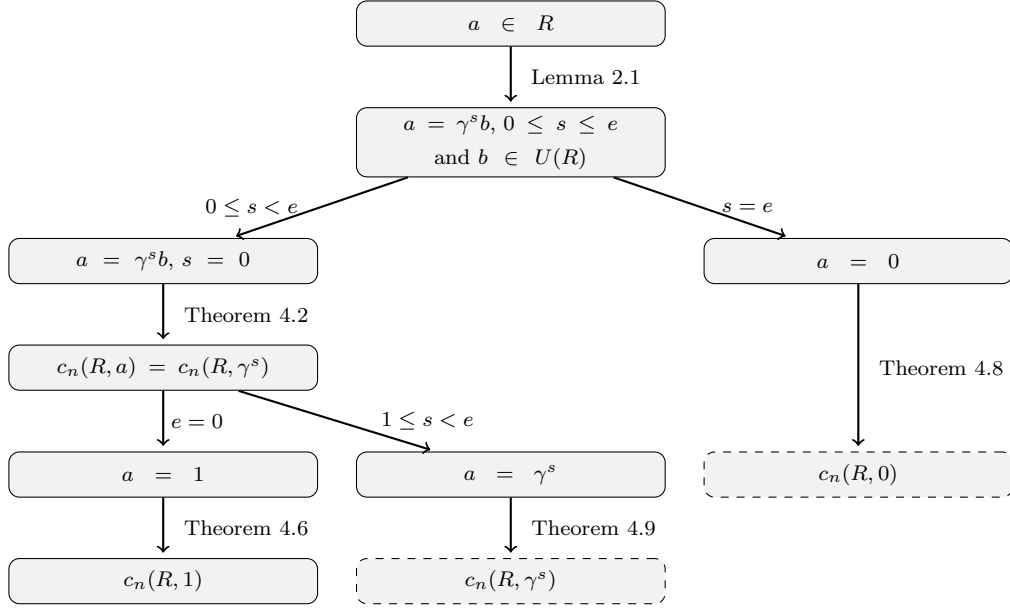 a ∈ R
Lemma 2.1
a = γ^s b, 0 ≤ s ≤ e
and b ∈ U(R)
0 ≤ s < e
s = e
a = γ^s b, s = 0
a = 0
Theorem 4.2
c_n(R, a) = c_n(R, γ^s)
Theorem 4.8
e = 0
1 ≤ s < e
a = 1
a = γ^s
c_n(R, 0)
Theorem 4.6
Theorem 4.9
c_n(R, 1)
c_n(R, γ^s)